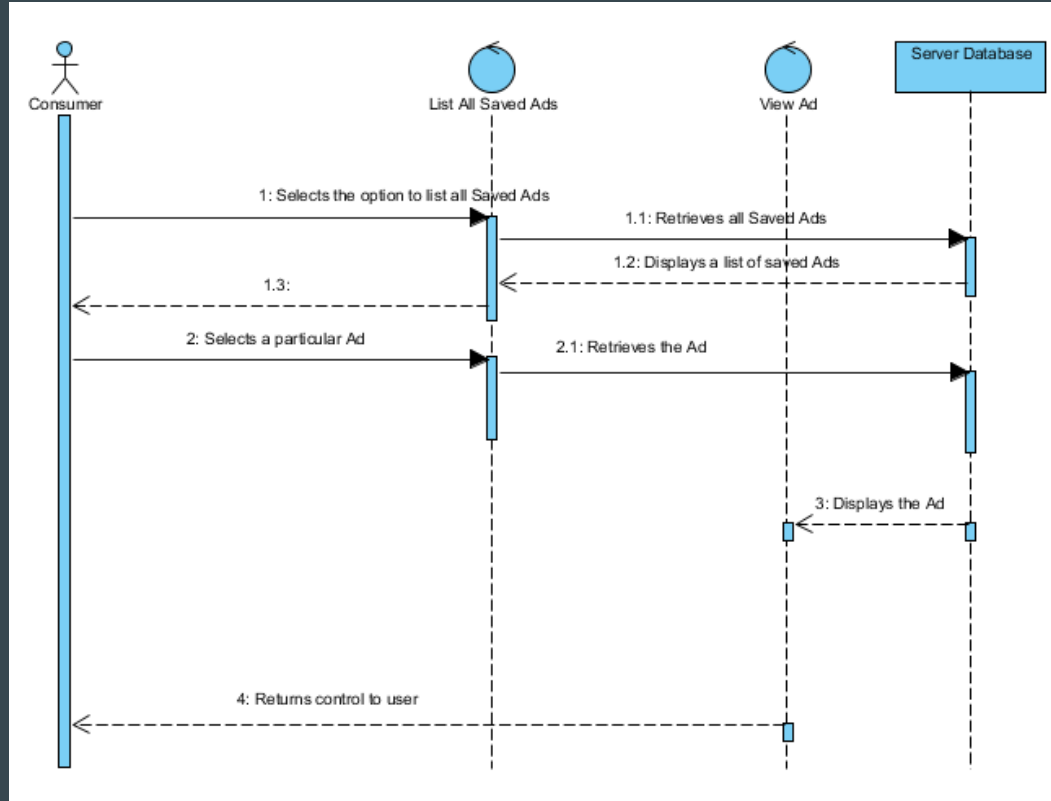 Consumer
List All Saved Ads
View Ad
Server Database
1: Selects the option to list all Saved Ads
1.1: Retrieves all Saved Ads
1.2: Displays a list of saved Ads
1.3:
2: Selects a particular Ad
2.1: Retrieves the Ad
3: Displays the Ad
4: Returns control to user